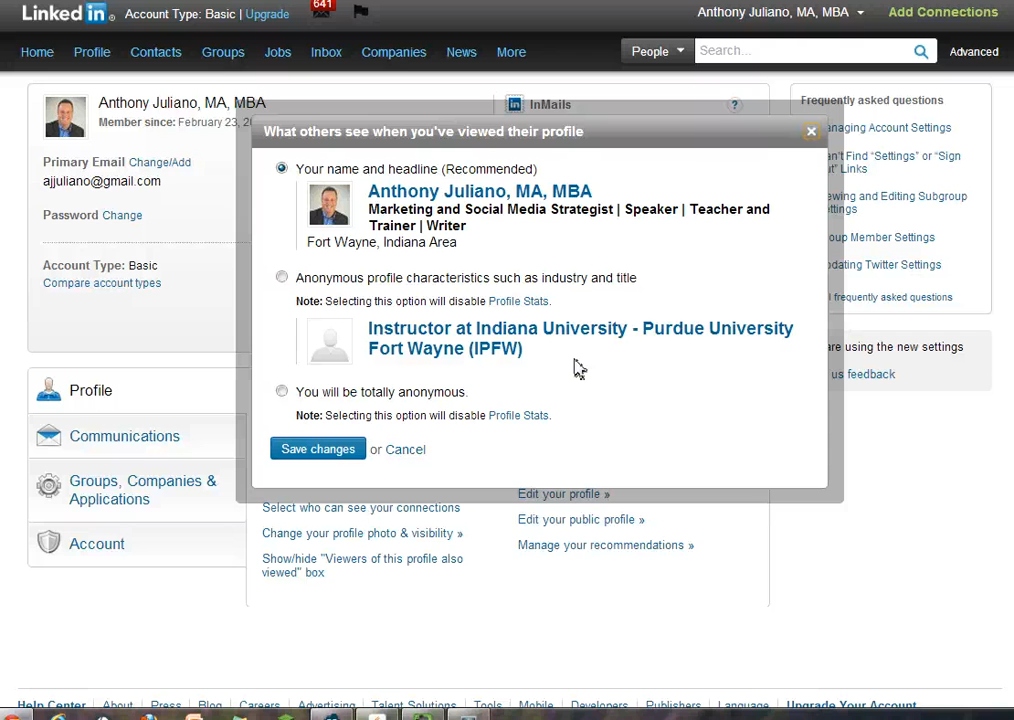 Linked in® Account Type: Basic | Upgrade 641 Anthony Juliano, MA, MBA Add Connections
Home Profile Contacts Groups Jobs Inbox Companies News More People Search... Advanced
Anthony Juliano, MA, MBA
Member since: February 23,
Primary Email Change/Add
ajjuliano@gmail.com
Password Change
Account Type: Basic
Compare account types
InMails ?
Frequently asked questions
Managing Account Settings
Can't Find “Settings” or “Sign
Out” Links
Viewing and Editing Subgroup
Settings
Group Member Settings
Updating Twitter Settings
frequently asked questions
are using the new settings
us feedback
What others see when you've viewed their profile
Your name and headline (Recommended)
Anthony Juliano, MA, MBA
Marketing and Social Media Strategist | Speaker | Teacher and
Trainer | Writer
Fort Wayne, Indiana Area
Anonymous profile characteristics such as industry and title
Note: Selecting this option will disable Profile Stats.
Instructor at Indiana University - Purdue University
Fort Wayne (IPFW)
You will be totally anonymous.
Note: Selecting this option will disable Profile Stats.
Save changes or Cancel
Profile
Communications
Groups, Companies &
Applications
Account
Select who can see your connections
Change your profile photo & visibility »
Show/hide "Viewers of this profile also
viewed" box
Edit your profile »
Edit your public profile »
Manage your recommendations »
Help Center About Press Blog Careers Advertising Talent Solutions Tools Mobile Developers Publishers Language Upgrade Your Account